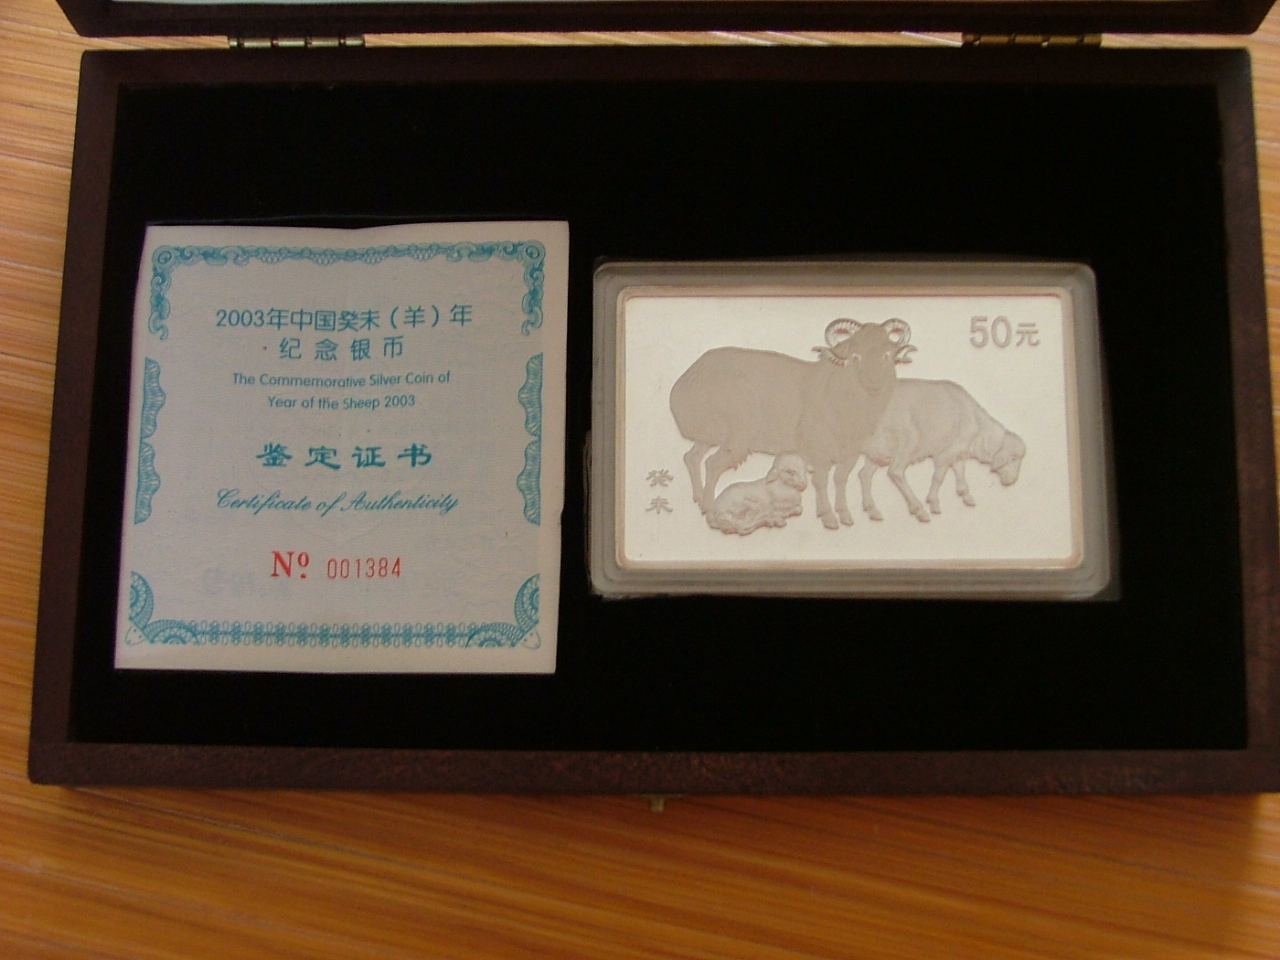 2003年中国癸未（羊）年
纪念银币
The Commemorative Silver Coin of
Year of the Sheep 2003
鉴定证书
Certificate of Authenticity
Nº. 001384
50元
癸
未